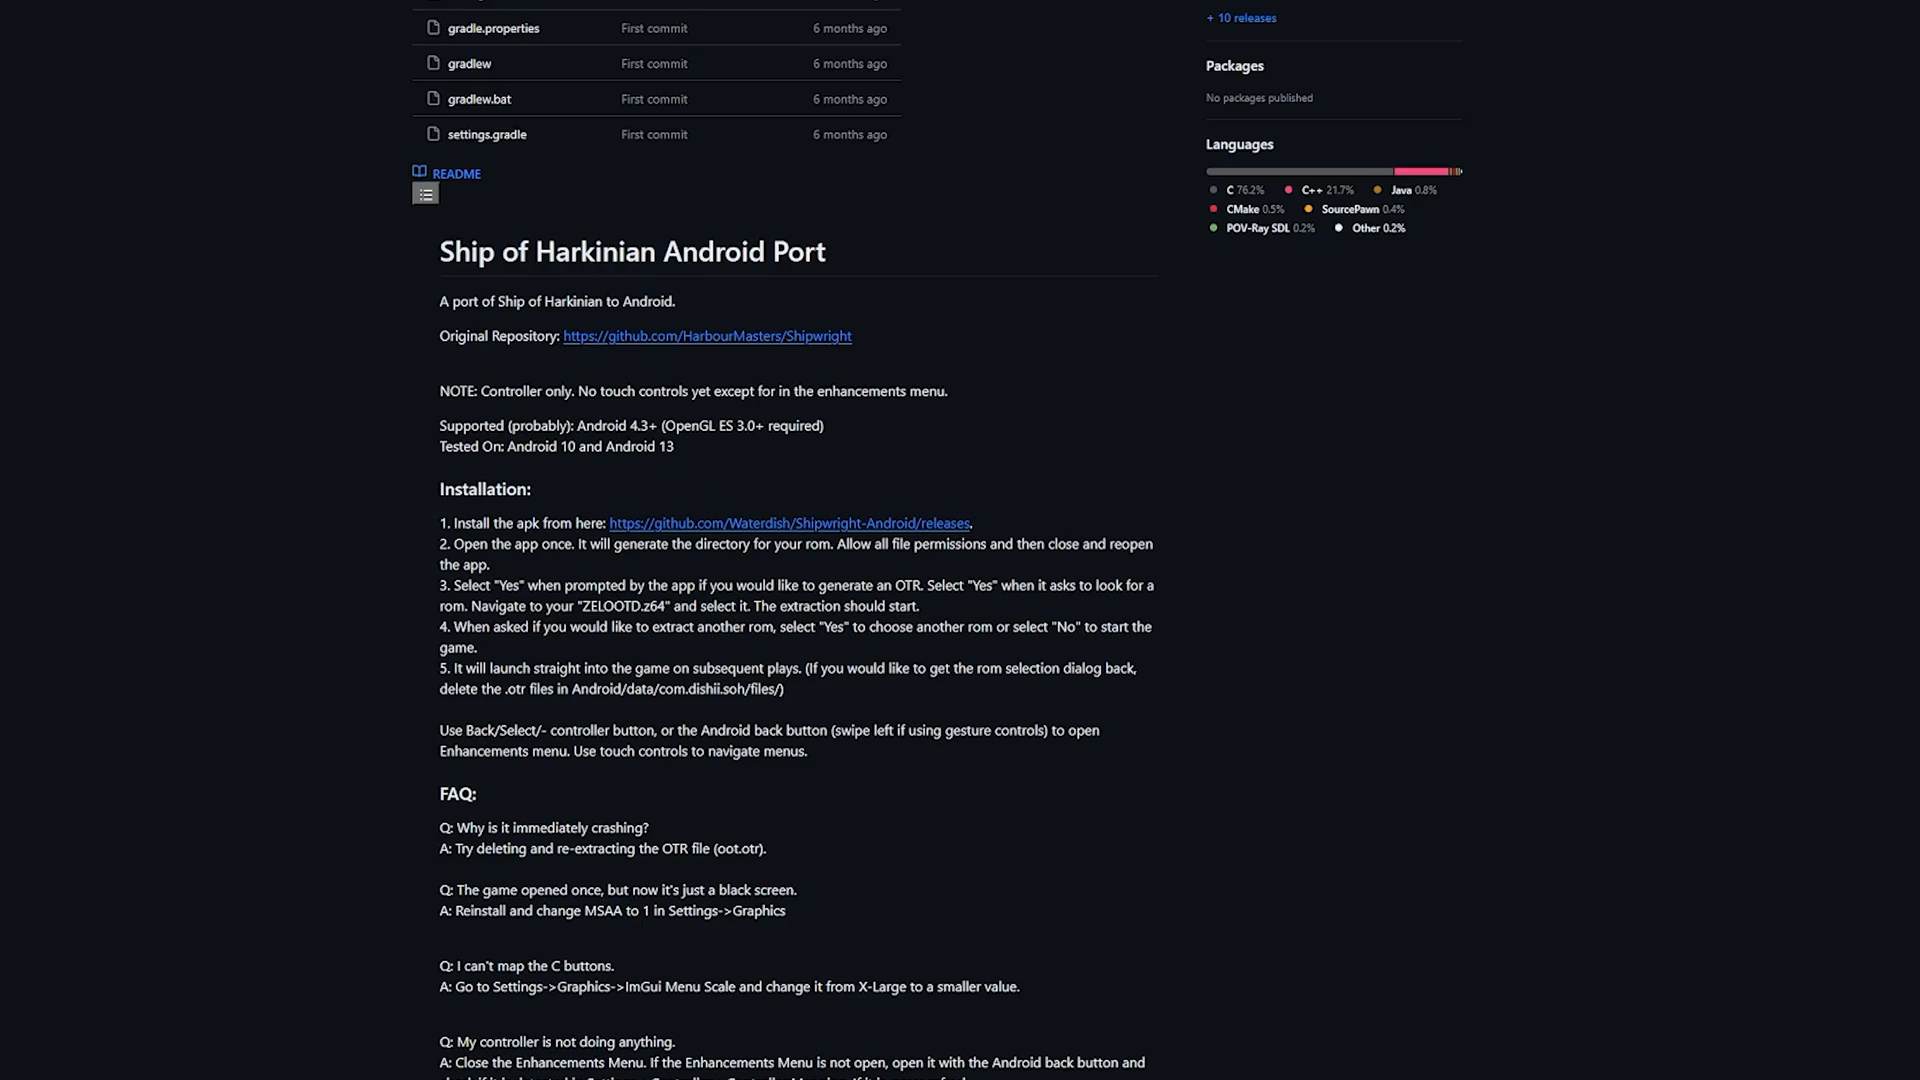 gradle.properties First commit 6 months ago
gradlew First commit 6 months ago
gradlew.bat First commit 6 months ago
settings.gradle First commit 6 months ago
README
Ship of Harkinian Android Port
A port of Ship of Harkinian to Android.
Original Repository: https://github.com/HarbourMasters/Shipwright
NOTE: Controller only. No touch controls yet except for in the enhancements menu.
Supported (probably): Android 4.3+ (OpenGL ES 3.0+ required)
Tested On: Android 10 and Android 13
Installation:
1. Install the apk from here: https://github.com/Waterdish/Shipwright-Android/releases.
2. Open the app once. It will generate the directory for your rom. Allow all file permissions and then close and reopen
the app.
3. Select "Yes" when prompted by the app if you would like to generate an OTR. Select "Yes" when it asks to look for a
rom. Navigate to your "ZELOOTD.z64" and select it. The extraction should start.
4. When asked if you would like to extract another rom, select "Yes" to choose another rom or select "No" to start the
game.
5. It will launch straight into the game on subsequent plays. (If you would like to get the rom selection dialog back,
delete the .otr files in Android/data/com.dishii.soh/files/)
Use Back/Select/- controller button, or the Android back button (swipe left if using gesture controls) to open
Enhancements menu. Use touch controls to navigate menus.
FAQ:
Q: Why is it immediately crashing?
A: Try deleting and re-extracting the OTR file (oot.otr).
Q: The game opened once, but now it's just a black screen.
A: Reinstall and change MSAA to 1 in Settings->Graphics
Q: I can't map the C buttons.
A: Go to Settings->Graphics->ImGui Menu Scale and change it from X-Large to a smaller value.
Q: My controller is not doing anything.
A: Close the Enhancements Menu. If the Enhancements Menu is not open, open it with the Android back button and
+ 10 releases
Packages
No packages published
Languages
C 76.2% C++ 21.7% Java 0.8%
CMake 0.5% SourcePawn 0.4%
POV-Ray SDL 0.2% Other 0.2%